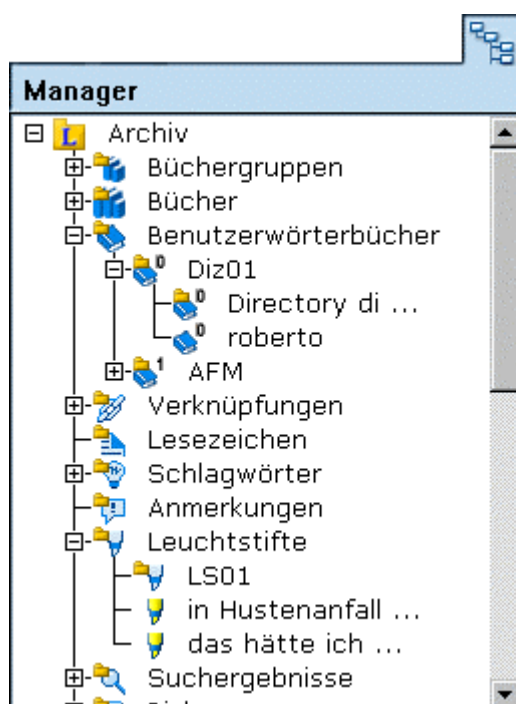 Manager
Archiv
Büchergruppen
Bücher
Benutzerwörterbücher
Diz01
Directory di ...
roberto
AFM
Verknüpfungen
Lesezeichen
Schlagwörter
Anmerkungen
Leuchtstifte
LS01
in Hustenanfall ...
das hätte ich ...
Suchergebnisse